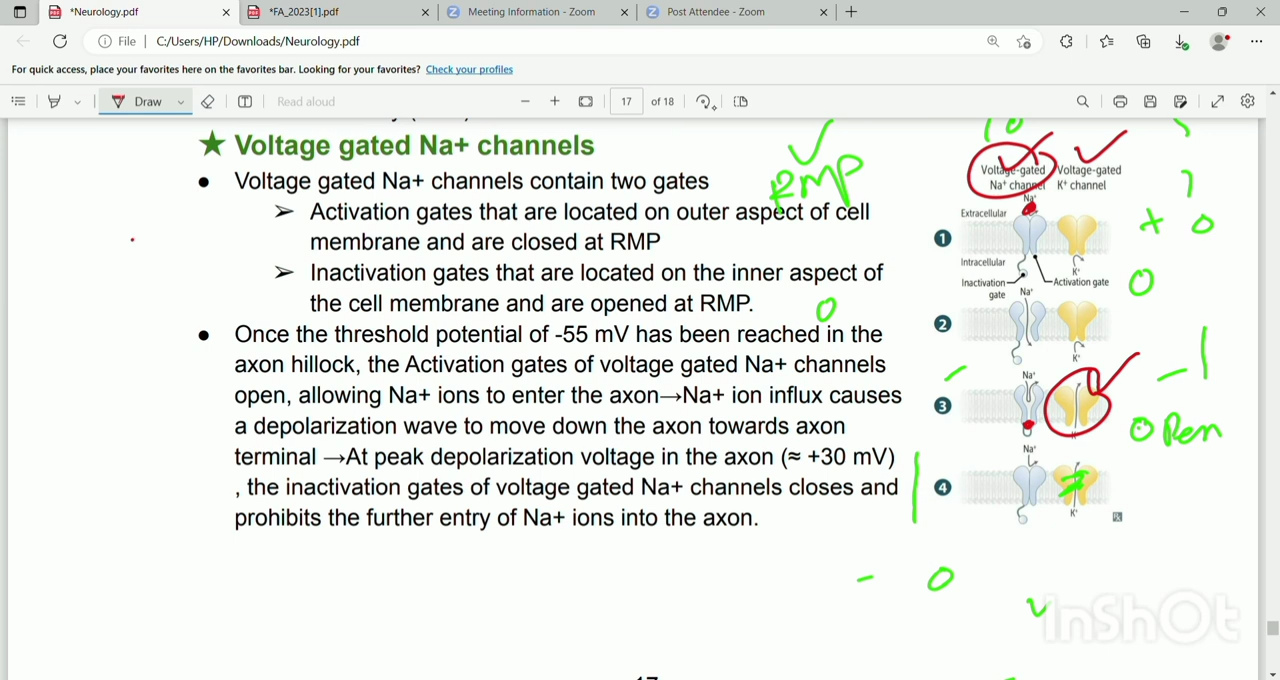 *Neurology.pdf
*FA_2023[1].pdf
Meeting Information - Zoom
Post Attendee - Zoom
File | C:/Users/HP/Downloads/Neurology.pdf
For quick access, place your favorites here on the favorites bar. Looking for your favorites? Check your profiles
Draw
Read aloud
17 of 18
★ Voltage gated Na+ channels
RMP
● Voltage gated Na+ channels contain two gates
➢ Activation gates that are located on outer aspect of cell
membrane and are closed at RMP
➢ Inactivation gates that are located on the inner aspect of
the cell membrane and are opened at RMP.
● Once the threshold potential of -55 mV has been reached in the
axon hillock, the Activation gates of voltage gated Na+ channels
open, allowing Na+ ions to enter the axon→Na+ ion influx causes
a depolarization wave to move down the axon towards axon
terminal →At peak depolarization voltage in the axon (≈ +30 mV)
, the inactivation gates of voltage gated Na+ channels closes and
prohibits the further entry of Na+ ions into the axon.
Voltage-gated
Na⁺ channel
Voltage-gated
K⁺ channel
Na⁺
Extracellular
1
Intracellular
K⁺
Inactivation
gate
Activation gate
Na⁺
2
K⁺
Na⁺
3
open
Na⁺
4
K⁺
InShOt